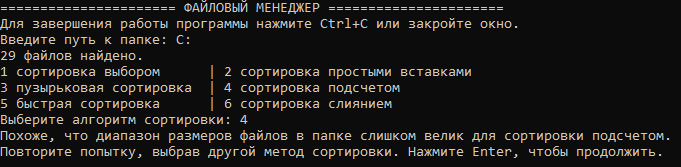 ====================== ФАЙЛОВЫЙ МЕНЕДЖЕР ======================
Для завершения работы программы нажмите Ctrl+C или закройте окно.
Введите путь к папке: C:
29 файлов найдено.
1 сортировка выбором | 2 сортировка простыми вставками
3 пузырьковая сортировка | 4 сортировка подсчетом
5 быстрая сортировка | 6 сортировка слиянием
Выберите алгоритм сортировки: 4
Похоже, что диапазон размеров файлов в папке слишком велик для сортировки подсчетом.
Повторите попытку, выбрав другой метод сортировки. Нажмите Enter, чтобы продолжить.